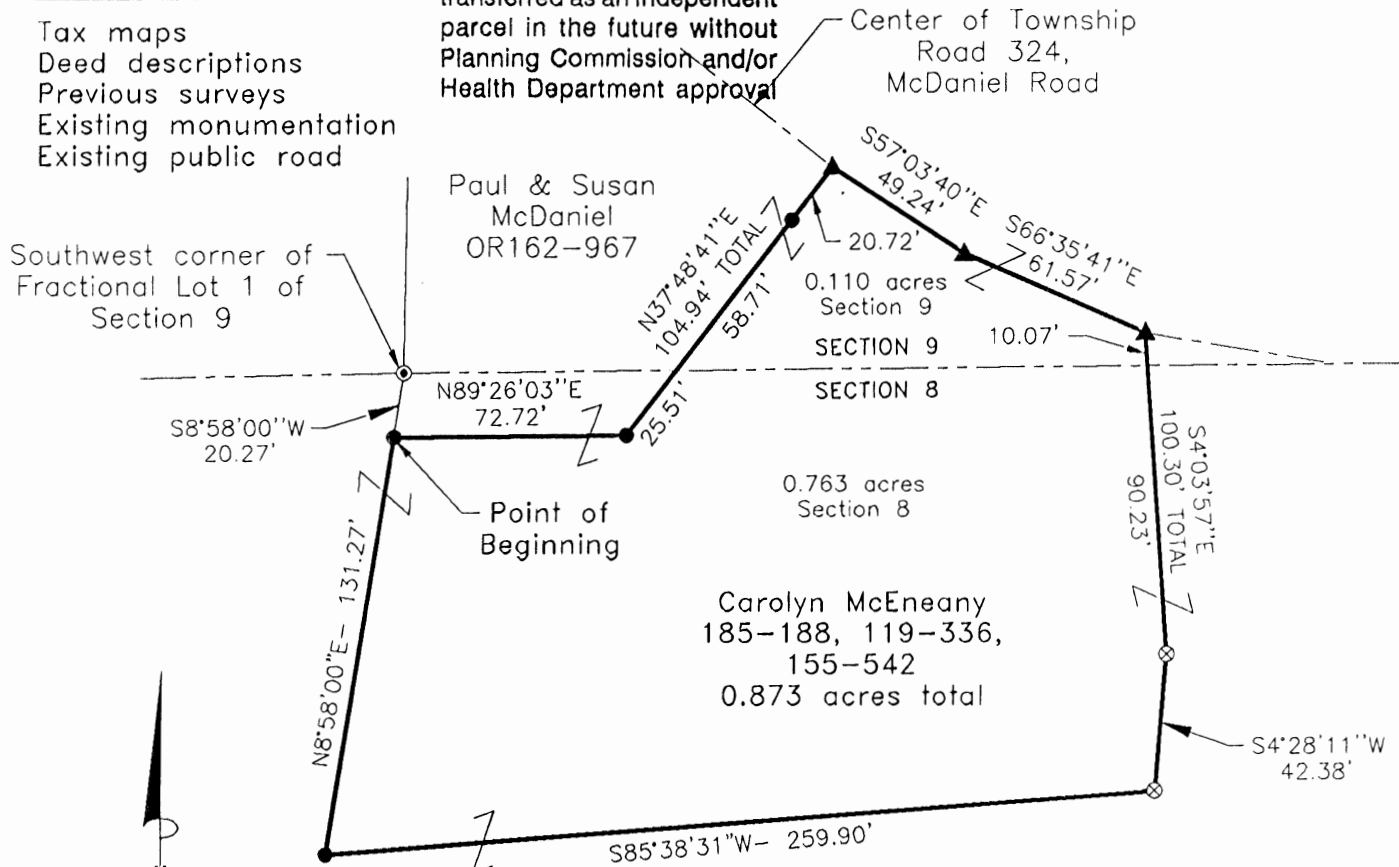 Tax maps
Deed descriptions
Previous surveys
Existing monumentation
Existing public road
transferred as an independent
parcel in the future without
Planning Commission and/or
Health Department approval
Center of Township
Road 324,
McDaniel Road
Paul & Susan
McDaniel
OR162-967
Southwest corner of
Fractional Lot 1 of
Section 9
S57°03'40"E
49.24'
S66°35'41"E
61.57'
N37°48'41"E
104.94' TOTAL
58.71'
20.72'
0.110 acres
Section 9
SECTION 9
10.07'
SECTION 8
N89°26'03"E
72.72'
25.51'
S8°58'00"W
20.27'
Point of
Beginning
0.763 acres
Section 8
S4°03'57"E
100.30' TOTAL
90.23'
N8°58'00"E- 131.27'
Carolyn McEneany
185-188, 119-336,
155-542
0.873 acres total
S4°28'11"W
42.38'
S85°38'31"W- 259.90'